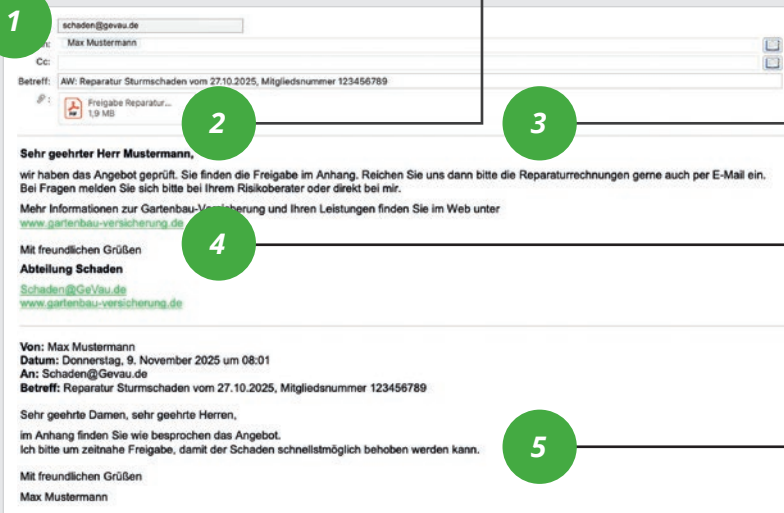 1
schaden@gevau.de
Max Mustermann
Cc:
Betreff: AW: Reparatur Sturmschaden vom 27.10.2025, Mitgliedsnummer 123456789
Freigabe Reparatur...
1,9 MB
2
3
Sehr geehrter Herr Mustermann,
wir haben das Angebot geprüft. Sie finden die Freigabe im Anhang. Reichen Sie uns dann bitte die Reparaturrechnungen gerne auch per E-Mail ein.
Bei Fragen melden Sie sich bitte bei Ihrem Risikoberater oder direkt bei mir.
Mehr Informationen zur Gartenbau-Versicherung und Ihren Leistungen finden Sie im Web unter
www.gartenbau-versicherung.de
4
Mit freundlichen Grüßen
Abteilung Schaden
Schaden@GeVau.de
www.gartenbau-versicherung.de
Von: Max Mustermann
Datum: Donnerstag, 9. November 2025 um 08:01
An: Schaden@Gevau.de
Betreff: Reparatur Sturmschaden vom 27.10.2025, Mitgliedsnummer 123456789
Sehr geehrte Damen, sehr geehrte Herren,
im Anhang finden Sie wie besprochen das Angebot.
Ich bitte um zeitnahe Freigabe, damit der Schaden schnellstmöglich behoben werden kann.
5
Mit freundlichen Grüßen
Max Mustermann